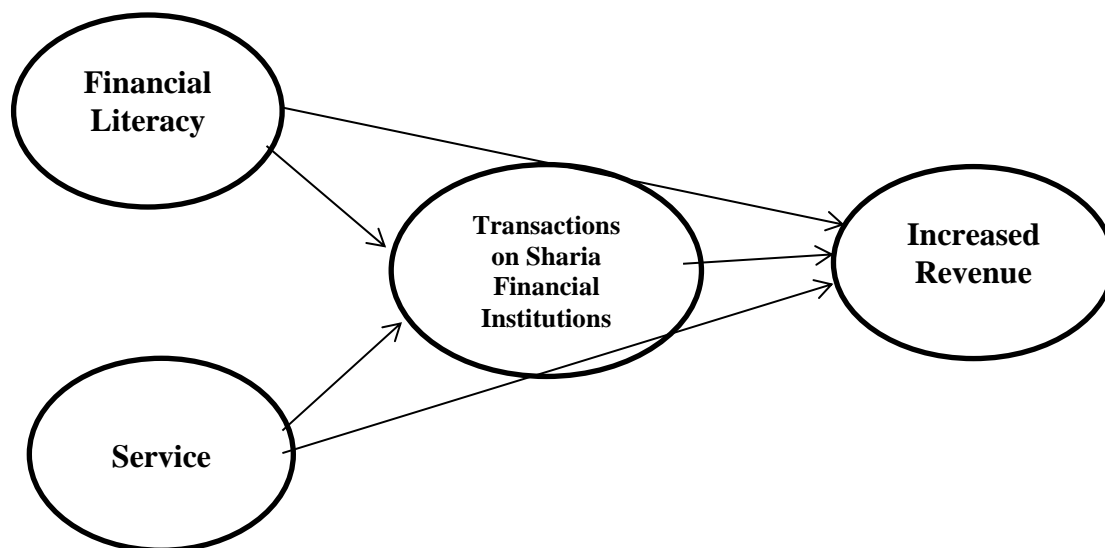 Financial
Literacy
Transactions
on Sharia
Financial
Institutions
Increased
Revenue
Service